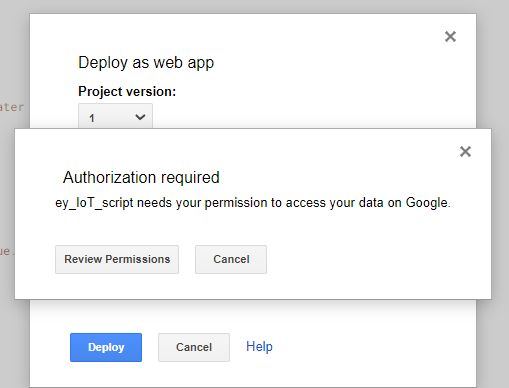 Deploy as web app
Project version:
ater
1
Authorization required
ey_IoT_script needs your permission to access your data on Google.
ue.
Review Permissions
Cancel
Deploy
Cancel
Help